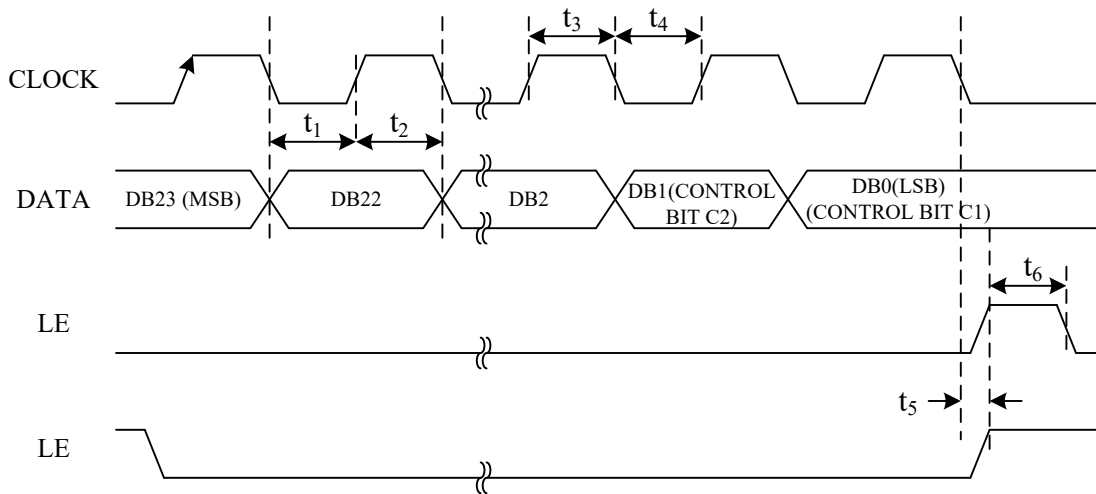 t₃
t₄
CLOCK
t₁
t₂
DATA
DB23 (MSB)
DB22
DB2
DB1(CONTROL
BIT C2)
DB0(LSB)
(CONTROL BIT C1)
t₆
LE
t₅
LE